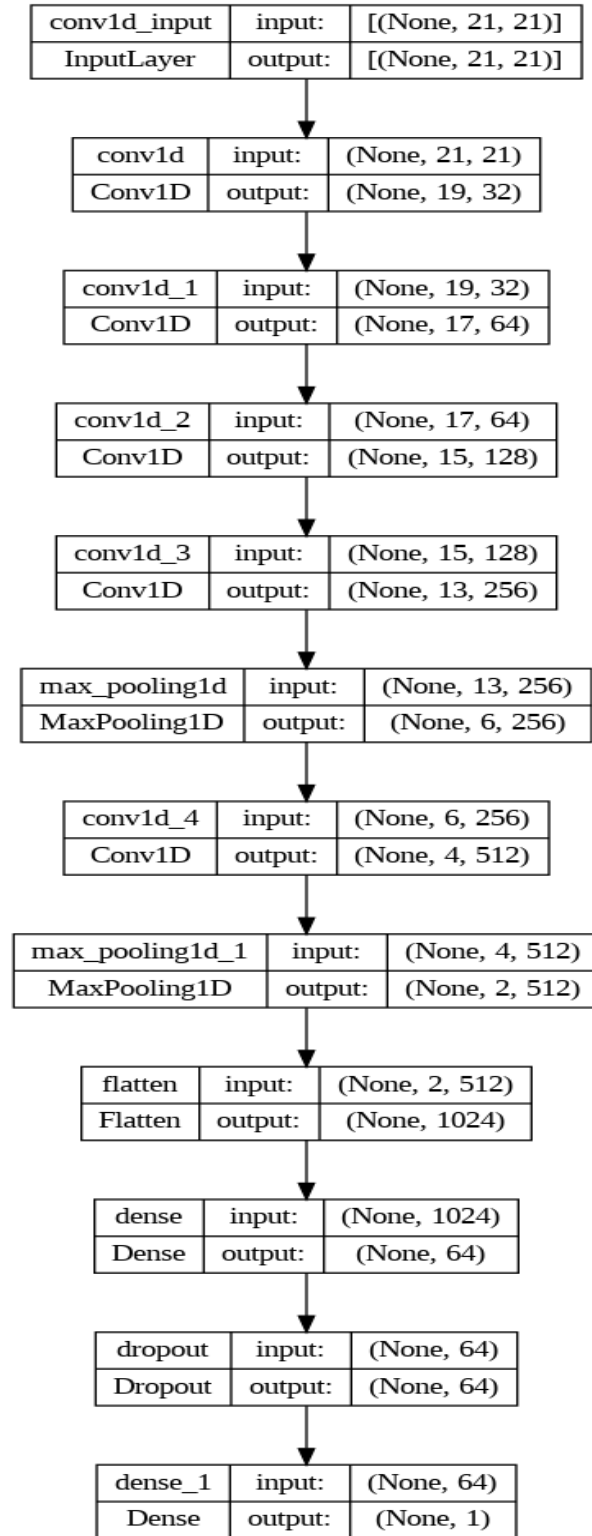 conv1d_input input: [(None, 21, 21)]
InputLayer output: [(None, 21, 21)]
conv1d input: (None, 21, 21)
Conv1D output: (None, 19, 32)
conv1d_1 input: (None, 19, 32)
Conv1D output: (None, 17, 64)
conv1d_2 input: (None, 17, 64)
Conv1D output: (None, 15, 128)
conv1d_3 input: (None, 15, 128)
Conv1D output: (None, 13, 256)
max_pooling1d input: (None, 13, 256)
MaxPooling1D output: (None, 6, 256)
conv1d_4 input: (None, 6, 256)
Conv1D output: (None, 4, 512)
max_pooling1d_1 input: (None, 4, 512)
MaxPooling1D output: (None, 2, 512)
flatten input: (None, 2, 512)
Flatten output: (None, 1024)
dense input: (None, 1024)
Dense output: (None, 64)
dropout input: (None, 64)
Dropout output: (None, 64)
dense_1 input: (None, 64)
Dense output: (None, 1)